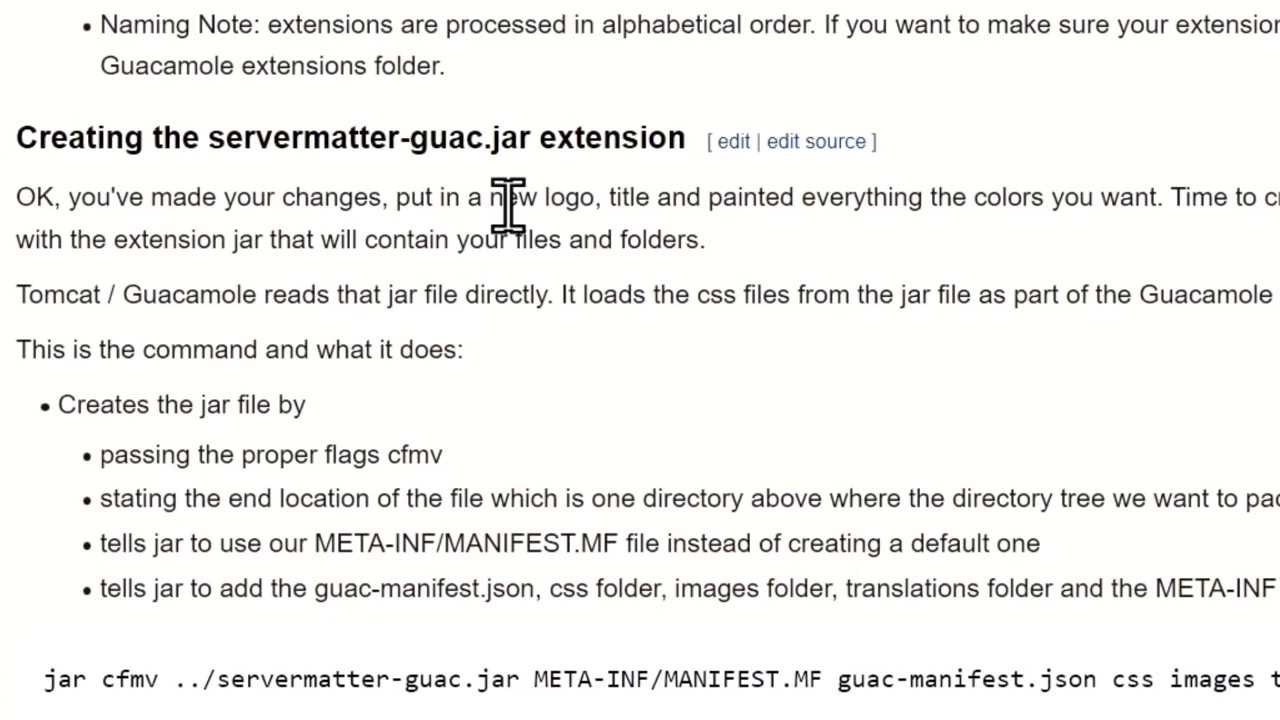 • Naming Note: extensions are processed in alphabetical order. If you want to make sure your extension
Guacamole extensions folder.
Creating the servermatter-guac.jar extension [ edit | edit source ]
OK, you've made your changes, put in a new logo, title and painted everything the colors you want. Time to
with the extension jar that will contain your files and folders.
Tomcat / Guacamole reads that jar file directly. It loads the css files from the jar file as part of the Guacamole
This is the command and what it does:
• Creates the jar file by
• passing the proper flags cfmv
• stating the end location of the file which is one directory above where the directory tree we want to
• tells jar to use our META-INF/MANIFEST.MF file instead of creating a default one
• tells jar to add the guac-manifest.json, css folder, images folder, translations folder and the META-INF
jar cfmv ../servermatter-guac.jar META-INF/MANIFEST.MF guac-manifest.json css images